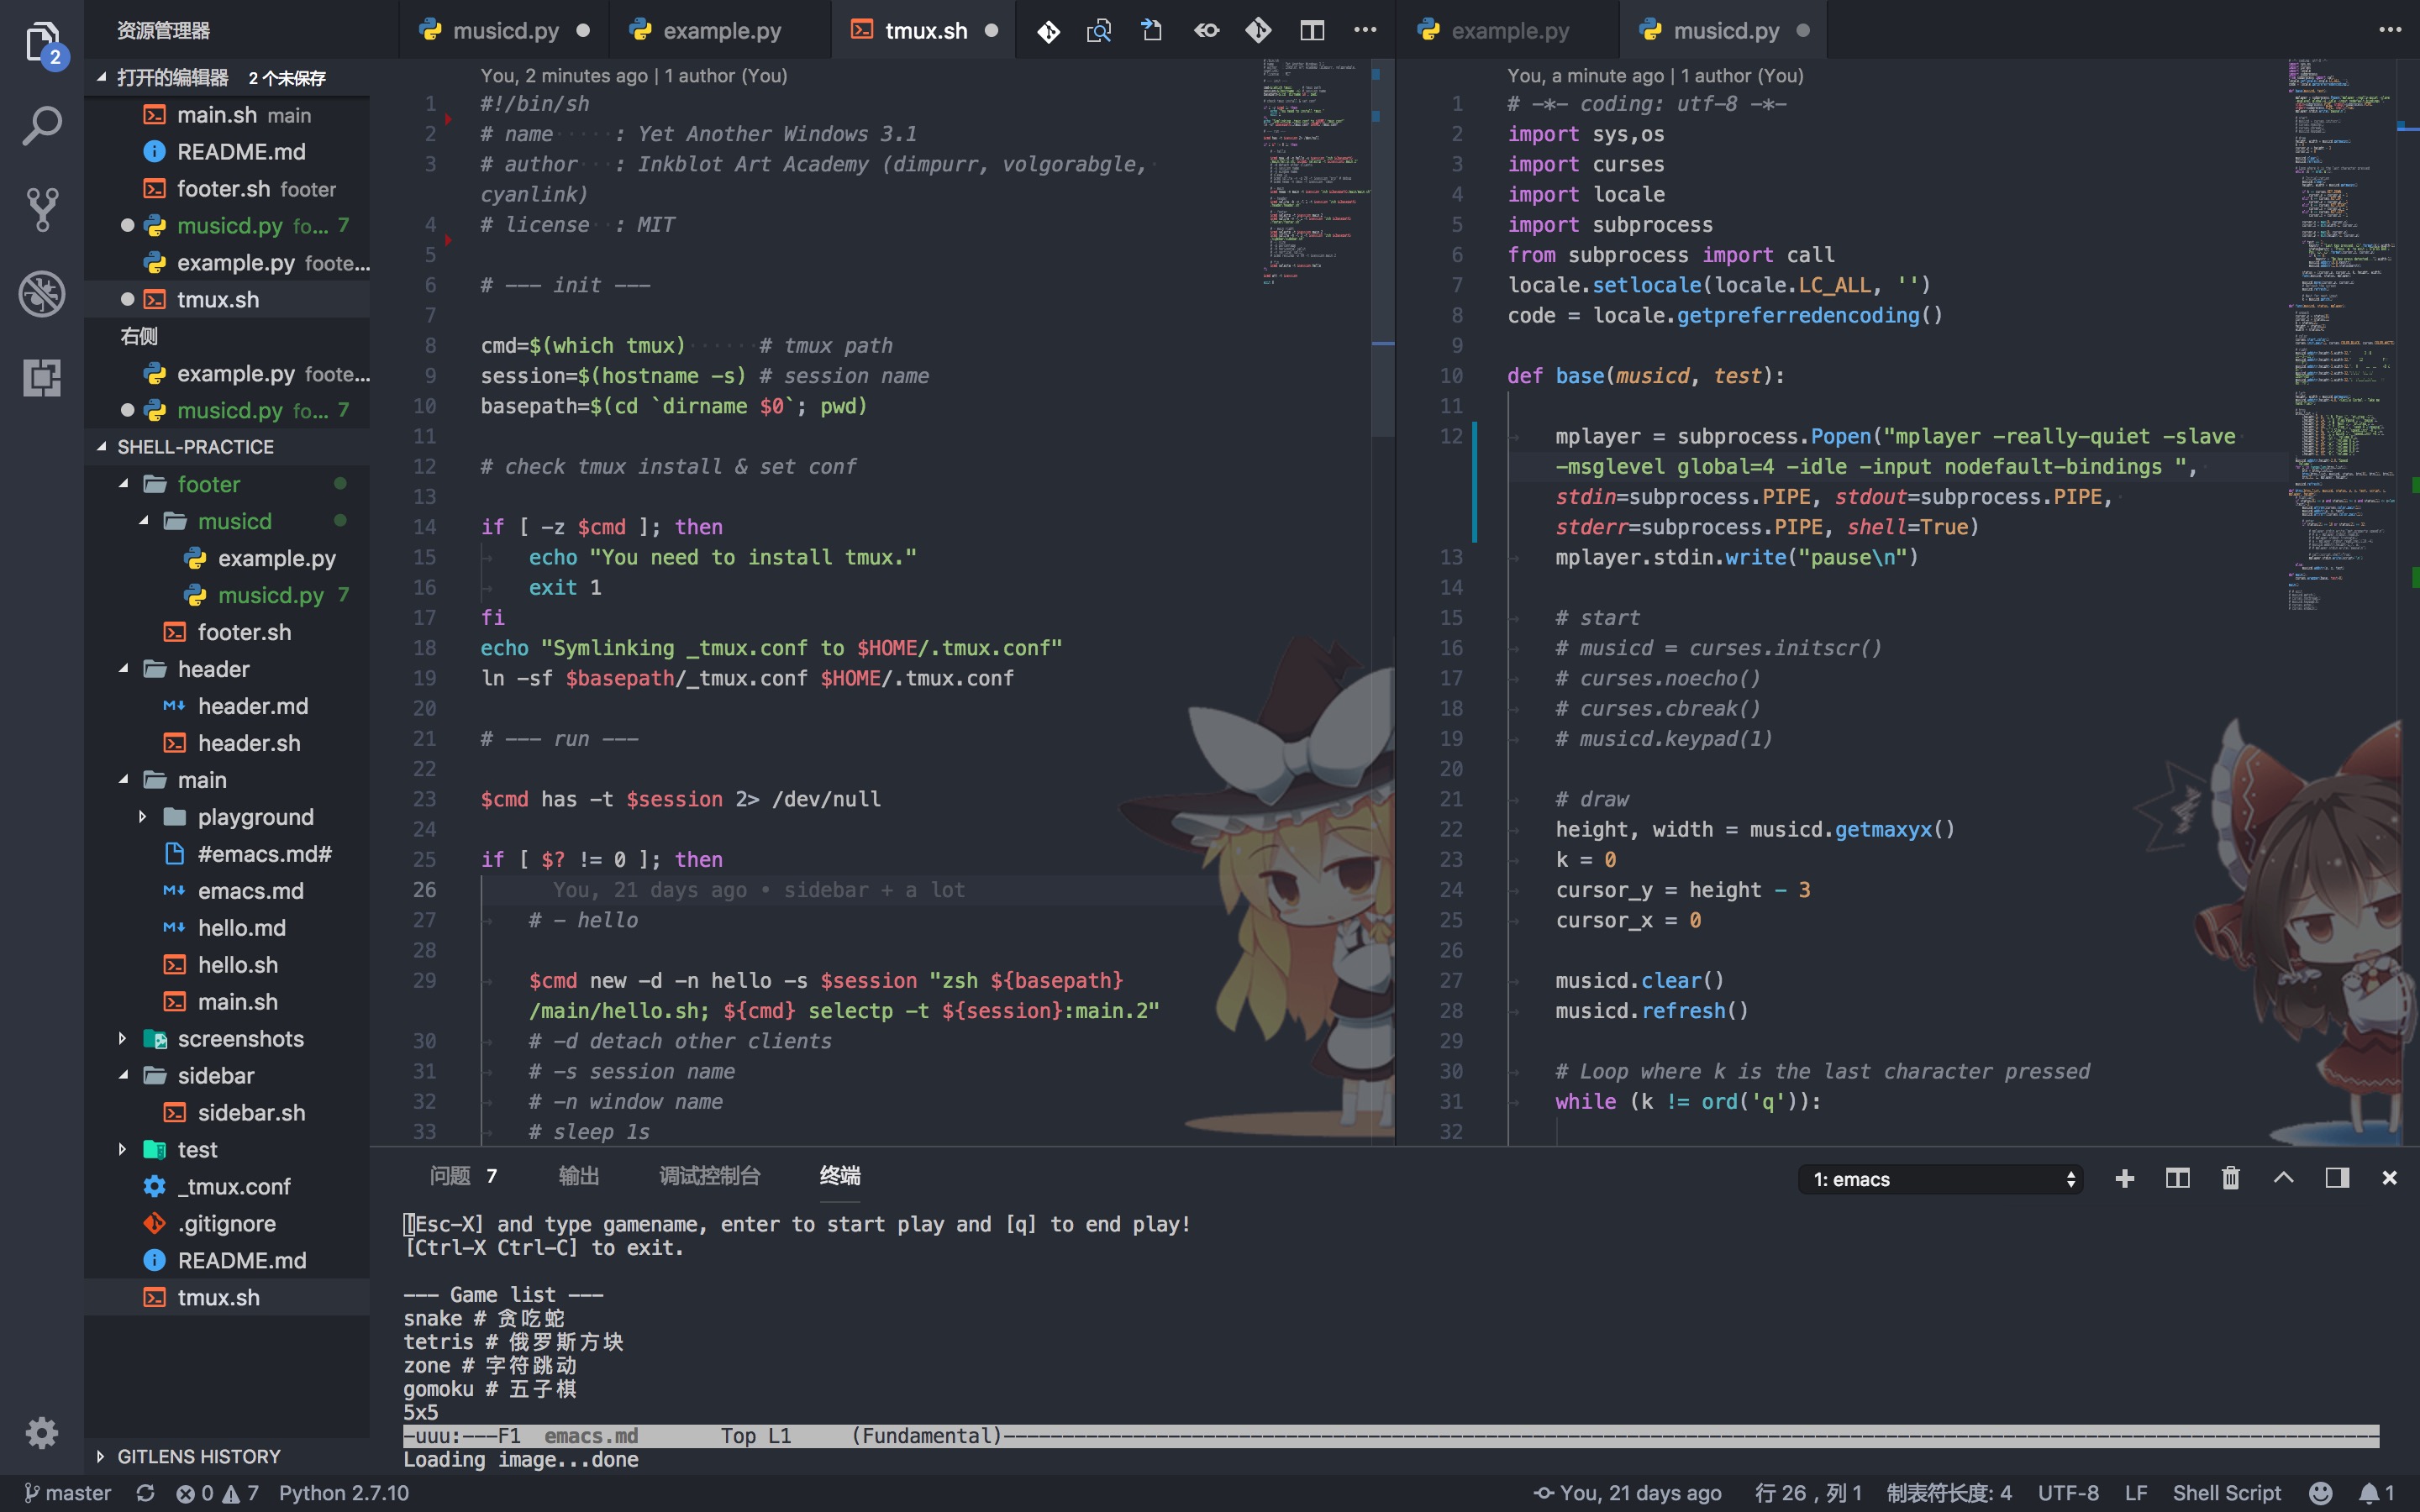 资源管理器
打开的编辑器 2 个未保存
main.sh main
README.md
footer.sh footer
musicd.py fo... 7
example.py foote...
tmux.sh
右侧
example.py foote...
musicd.py fo... 7
SHELL-PRACTICE
footer
musicd
example.py
musicd.py 7
footer.sh
header
header.md
header.sh
main
playground
#emacs.md#
emacs.md
hello.md
hello.sh
main.sh
screenshots
sidebar
sidebar.sh
test
_tmux.conf
.gitignore
README.md
tmux.sh
GITLENS HISTORY
2
musicd.py example.py tmux.sh
You, 2 minutes ago | 1 author (You)
1 #!/bin/sh
2 # name ····· : Yet Another Windows 3.1
3 # author ··· : Inkblot Art Academy (dimpurr, volgorabgle,
cyanlink)
4 # license ·· : MIT
5
6 # --- init ---
7
8 cmd=$(which tmux) ······ # tmux path
9 session=$(hostname -s) # session name
10 basepath=$(cd `dirname $0`; pwd)
11
12 # check tmux install & set conf
13
14 if [ -z $cmd ]; then
15 echo "You need to install tmux."
16 exit 1
17 fi
18 echo "Symlinking _tmux.conf to $HOME/.tmux.conf"
19 ln -sf $basepath/_tmux.conf $HOME/.tmux.conf
20
21 # --- run ---
22
23 $cmd has -t $session 2> /dev/null
24
25 if [ $? != 0 ]; then
26 You, 21 days ago • sidebar + a lot
27 # - hello
28
29 $cmd new -d -n hello -s $session "zsh ${basepath}
/main/hello.sh; ${cmd} selectp -t ${session}:main.2"
30 # -d detach other clients
31 # -s session name
32 # -n window name
33 # sleep 1s
example.py musicd.py
You, a minute ago | 1 author (You)
1 # -*- coding: utf-8 -*-
2 import sys,os
3 import curses
4 import locale
5 import subprocess
6 from subprocess import call
7 locale.setlocale(locale.LC_ALL, '')
8 code = locale.getpreferredencoding()
9
10 def base(musicd, test):
11
12 mplayer = subprocess.Popen("mplayer -really-quiet -slave
-msglevel global=4 -idle -input nodefault-bindings ",
stdin=subprocess.PIPE, stdout=subprocess.PIPE,
stderr=subprocess.PIPE, shell=True)
13 mplayer.stdin.write("pause\n")
14
15 # start
16 # musicd = curses.initscr()
17 # curses.noecho()
18 # curses.cbreak()
19 # musicd.keypad(1)
20
21 # draw
22 height, width = musicd.getmaxyx()
23 k = 0
24 cursor_y = height - 3
25 cursor_x = 0
26
27 musicd.clear()
28 musicd.refresh()
29
30 # Loop where k is the last character pressed
31 while (k != ord('q')):
32
问题 7 输出 调试控制台 终端 1: emacs
[Esc-X] and type gamename, enter to start play and [q] to end play!
[Ctrl-X Ctrl-C] to exit.
--- Game list ---
snake # 贪吃蛇
tetris # 俄罗斯方块
zone # 字符跳动
gomoku # 五子棋
5x5
-uuu:---F1 emacs.md Top L1 (Fundamental)-----
Loading image...done
master 0 7 Python 2.7.10 You, 21 days ago 行 26，列 1 制表符长度: 4 UTF-8 LF Shell Script 1